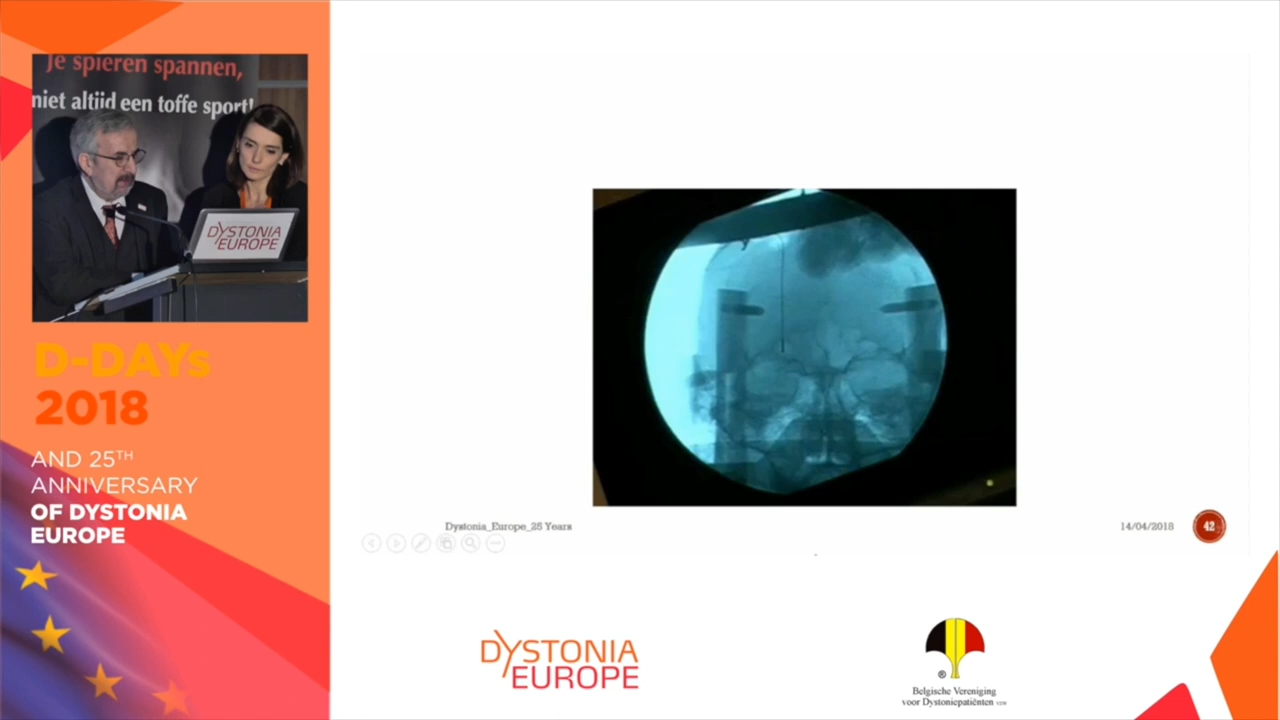 Je spieren spannen,
niet altijd een toffe sport!
DYSTONIA
EUROPE
D-DAYs
2018
AND 25TH
ANNIVERSARY
OF DYSTONIA
EUROPE
Dystonia_Europe_25 Years
14/04/2018
42
DYSTONIA
EUROPE
®
Belgische Vereniging
voor Dystoniepatiënten vzw